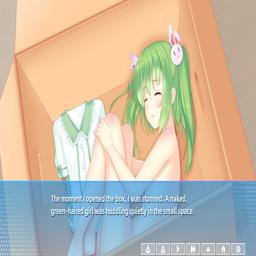 The moment I opened the box, I was stunned. A naked,
green-haired girl was huddling quietly in the small space.